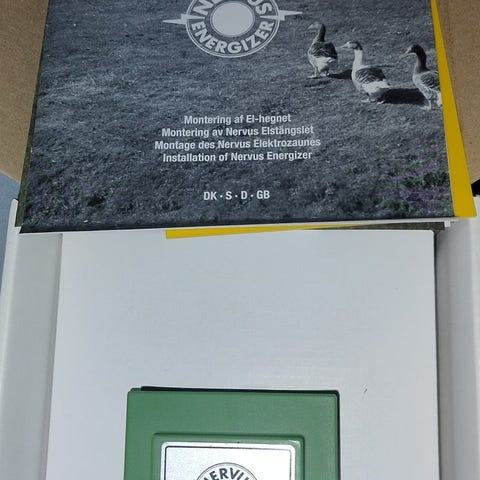 NERVUS
ENERGIZER
Montering af El-hegnet
Montering av Nervus Elstängslet
Montage des Nervus Elektrozaunes
Installation of Nervus Energizer
DK · S · D · GB
NERVUS